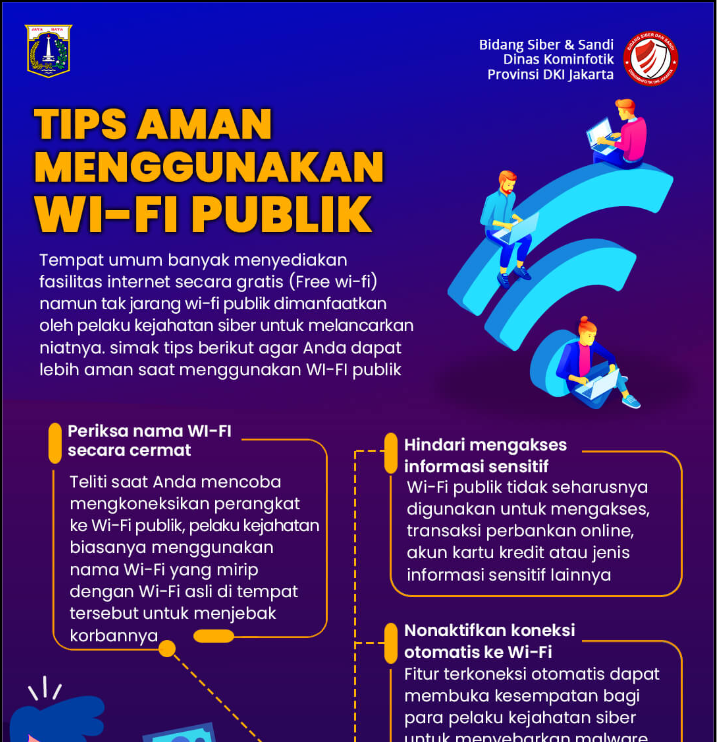 JAYA RAYA
Bidang Siber & Sandi
Dinas Kominfotik
Provinsi DKI Jakarta
BIDANG SIBER DAN SANDI
TIPS AMAN
MENGGUNAKAN
WI-FI PUBLIK
Tempat umum banyak menyediakan
fasilitas internet secara gratis (Free wi-fi)
namun tak jarang wi-fi publik dimanfaatkan
oleh pelaku kejahatan siber untuk melancarkan
niatnya. simak tips berikut agar Anda dapat
lebih aman saat menggunakan WI-FI publik
Periksa nama WI-FI
secara cermat
Teliti saat Anda mencoba
mengkoneksikan perangkat
ke Wi-Fi publik, pelaku kejahatan
biasanya menggunakan
nama Wi-Fi yang mirip
dengan Wi-Fi asli di tempat
tersebut untuk menjebak
korbannya
Hindari mengakses
informasi sensitif
Wi-Fi publik tidak seharusnya
digunakan untuk mengakses,
transaksi perbankan online,
akun kartu kredit atau jenis
informasi sensitif lainnya
Nonaktifkan koneksi
otomatis ke Wi-Fi
Fitur terkoneksi otomatis dapat
membuka kesempatan bagi
para pelaku kejahatan siber
untuk menyebarkan malware